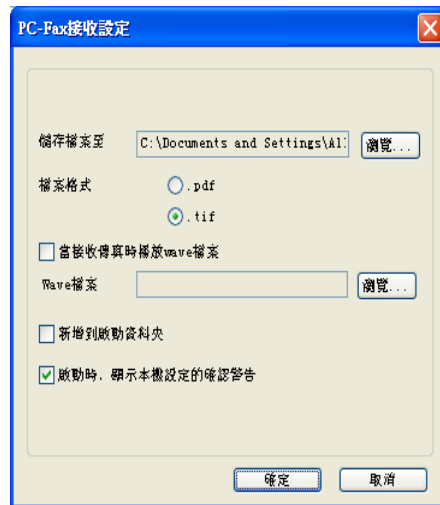 PC-Fax接收設定
儲存檔案至 C:\Documents and Settings\Al 瀏覽...
檔案格式 .pdf
.tif
當接收傳真時播放wave檔案
Wave檔案 瀏覽...
新增到啟動資料夾
啟動時，顯示本機設定的確認警告
確定 取消